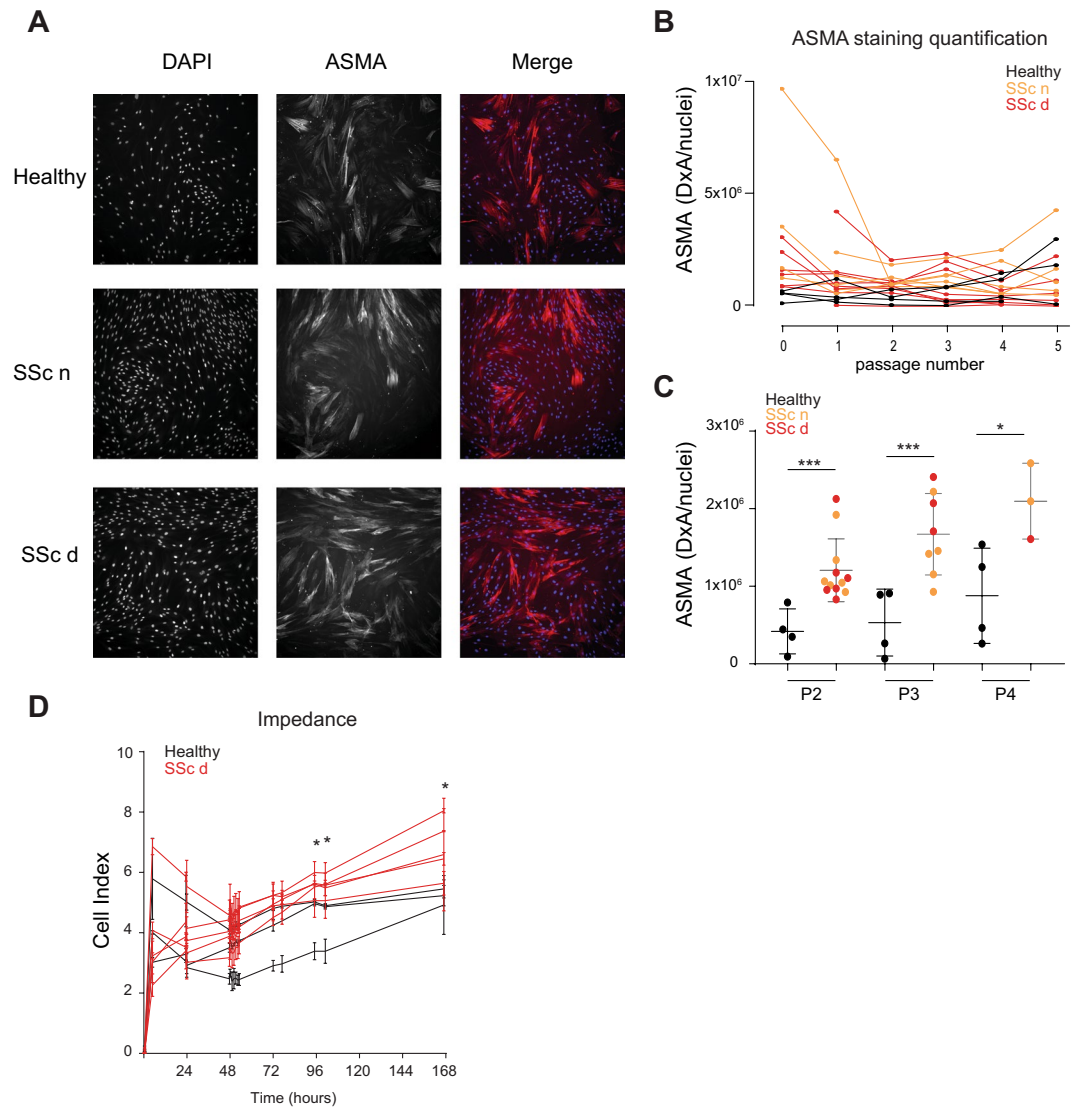 A
DAPI ASMA Merge
Healthy
SSc n
SSc d
B
ASMA staining quantification
Healthy
SSc n
SSc d
ASMA (DxA/nuclei)
1x10⁷
5x10⁶
0
0 1 2 3 4 5
passage number
C
Healthy
SSc n
SSc d
ASMA (DxA/nuclei)
3x10⁶
2x10⁶
1x10⁶
0
*** *** *
P2 P3 P4
D
Impedance
Healthy
SSc d
Cell Index
10
8
6
4
2
0
* * *
24 48 72 96 120 144 168
Time (hours)